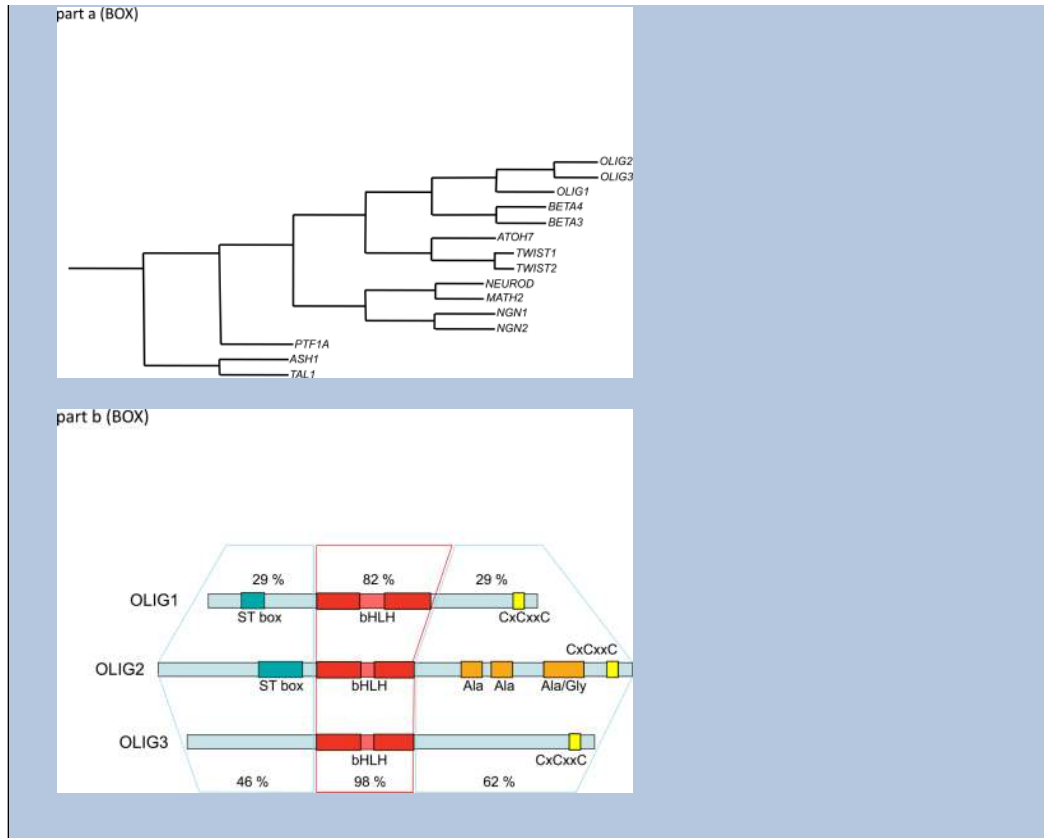 part a (BOX)
OLIG2
OLIG3
OLIG1
BETA4
BETA3
ATOH7
TWIST1
TWIST2
NEUROD
MATH2
NGN1
NGN2
PTF1A
ASH1
TAL1
part b (BOX)
29 % 82 % 29 %
OLIG1
ST box bHLH CxCxxC
CxCxxC
OLIG2
ST box bHLH Ala Ala Ala/Gly
OLIG3
bHLH CxCxxC
46 % 98 % 62 %